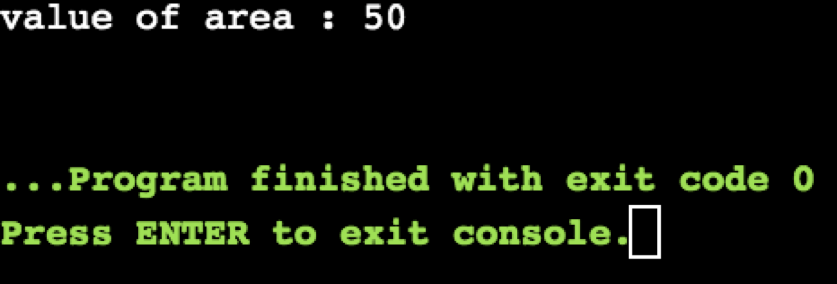 value of area : 50
...Program finished with exit code 0
Press ENTER to exit console.